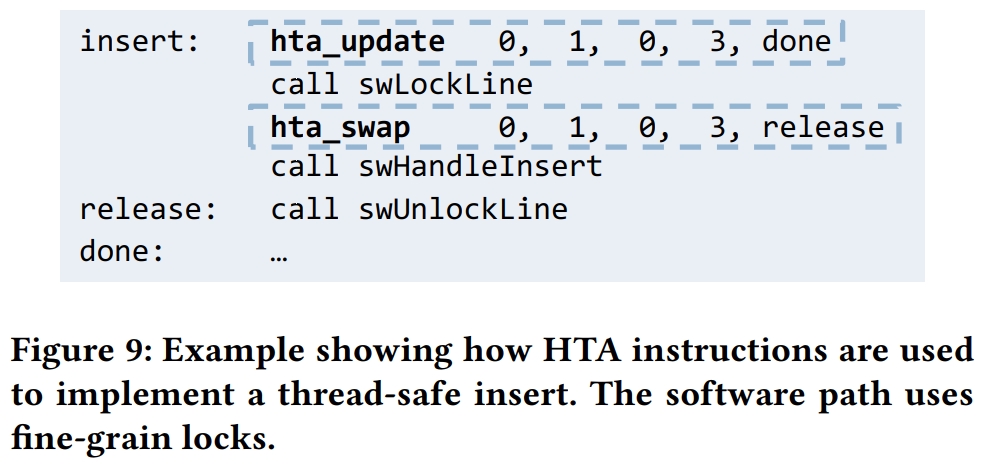 insert: hta_update 0, 1, 0, 3, done
call swLockLine
hta_swap 0, 1, 0, 3, release
call swHandleInsert
release: call swUnlockLine
done: …
Figure 9: Example showing how HTA instructions are used
to implement a thread-safe insert. The software path uses
fine-grain locks.